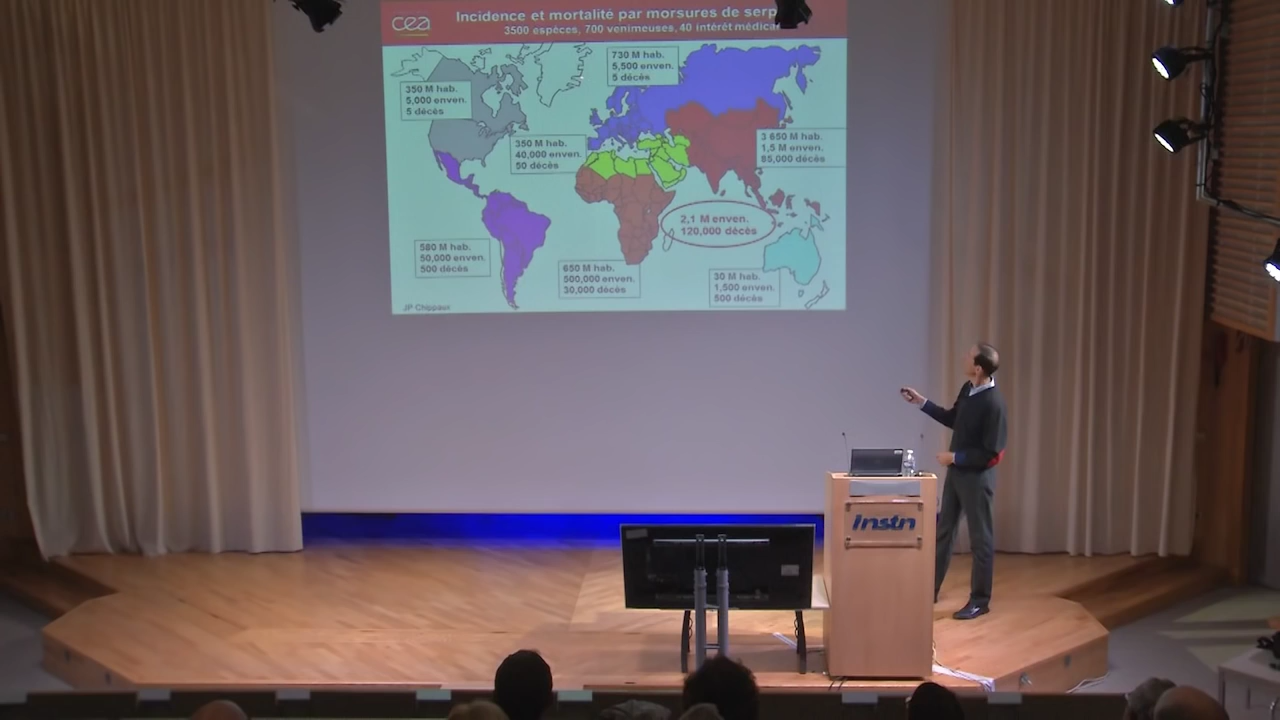 cea
Incidence et mortalité par morsures de serp
3500 espèces, 700 venimeuses, 40 intérêt médica
730 M hab.
5,500 enven.
5 décès
350 M hab.
5,000 enven.
5 décès
350 M hab.
40,000 enven.
50 décès
3 650 M hab.
1,5 M enven.
85,000 décès
2,1 M enven.
120,000 décès
580 M hab.
50,000 enven.
500 décès
650 M hab.
500,000 enven.
30,000 décès
30 M hab.
1,500 enven.
500 décès
JP Chippaux
Instn